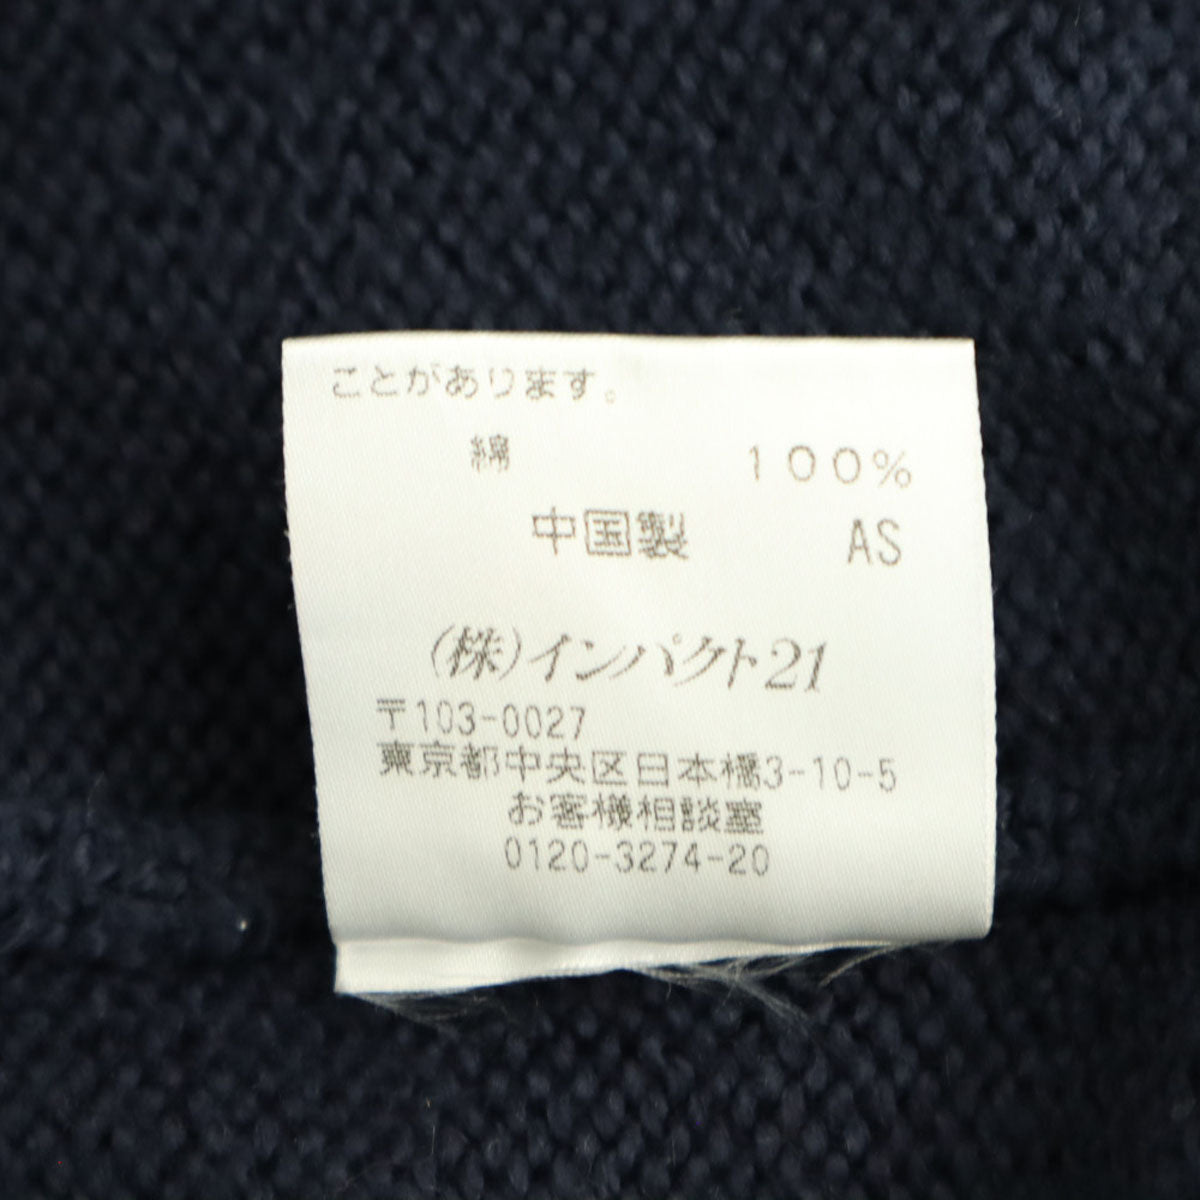 ことがあります。
綿 100%
中国製 AS
(株)インパクト21
〒103-0027
東京都中央区日本橋3-10-5
お客様相談室
0120-3274-20